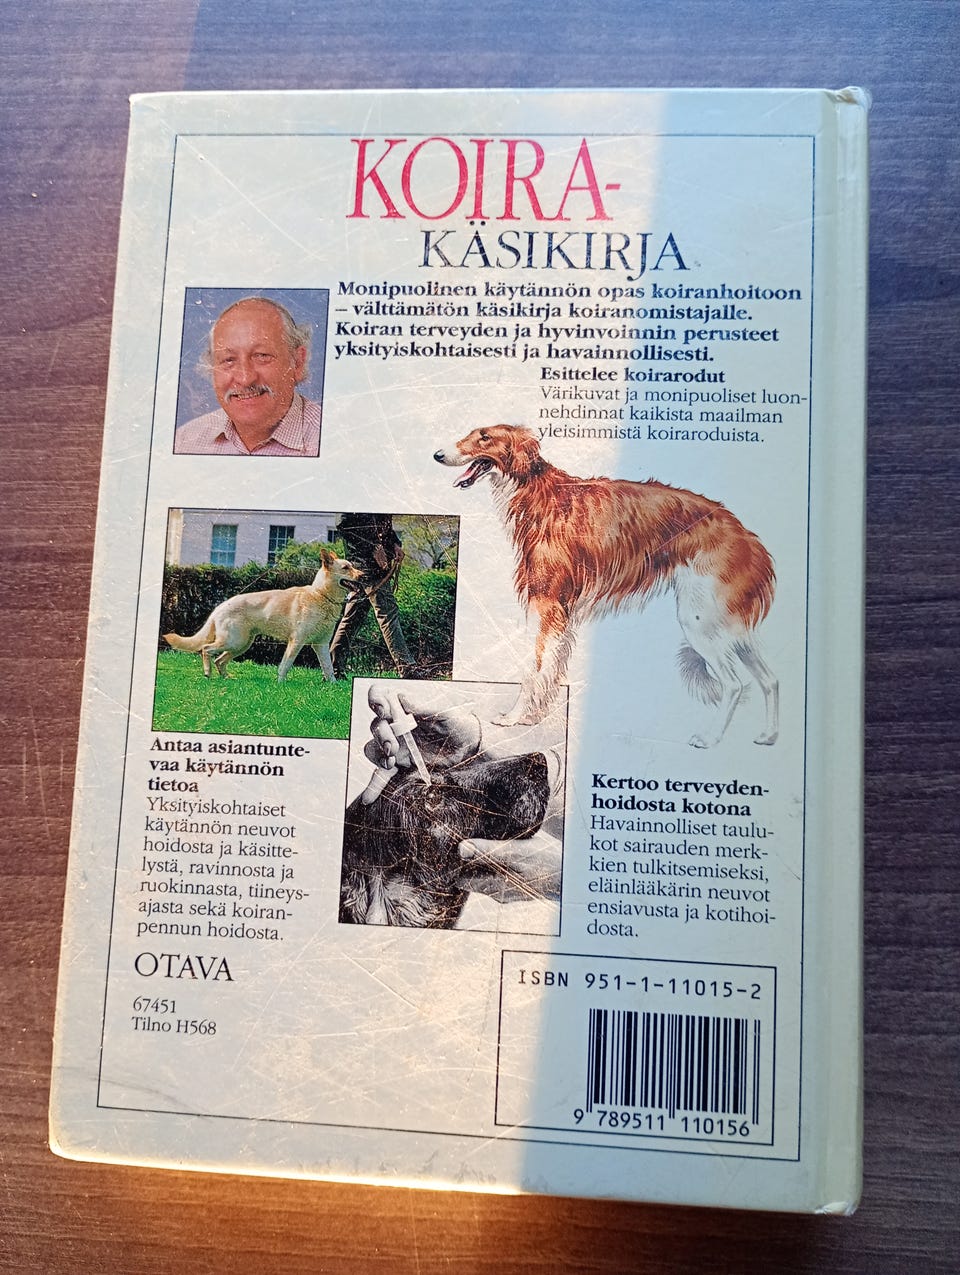 KOIRA-
KÄSIKIRJA
Monipuolinen käytännön opas koiranhoitoon
– välttämätön käsikirja koiranomistajalle.
Koiran terveyden ja hyvinvoinnin perusteet
yksityiskohtaisesti ja havainnollisesti.
Esittelee koirarodut
Värikuvat ja monipuoliset luon-
nehdinnat kaikista maailman
yleisimmistä koiraroduista.
Antaa asiantunte-
vaa käytännön
tietoa
Yksityiskohtaiset
käytännön neuvot
hoidosta ja käsitte-
lystä, ravinnosta ja
ruokinnasta, tiineys-
ajasta sekä koiran-
pennun hoidosta.
Kertoo terveyden-
hoidosta kotona
Havainnolliset taulu-
kot sairauden merk-
kien tulkitsemiseksi,
eläinlääkärin neuvot
ensiavusta ja kotihoi-
dosta.
OTAVA
67451
Tilno H568
ISBN 951-1-11015-2
9 789511 110156